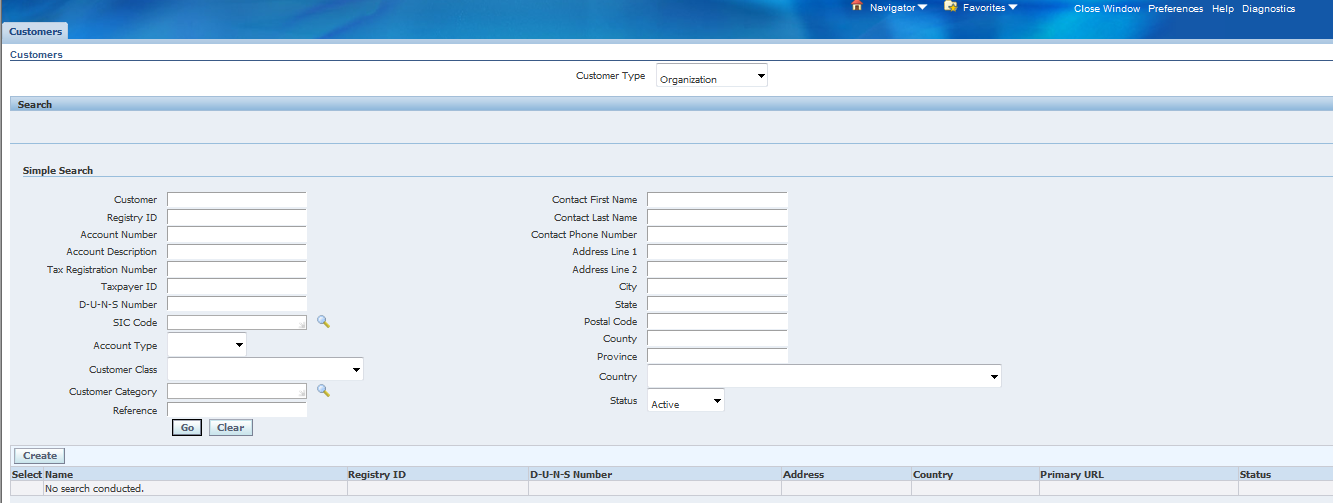 Navigator Favorites Close Window Preferences Help Diagnostics
Customers
Customers
Customer Type Organization
Search
Simple Search
Customer
Registry ID
Account Number
Account Description
Tax Registration Number
Taxpayer ID
D-U-N-S Number
SIC Code
Account Type
Customer Class
Customer Category
Reference
Go Clear
Contact First Name
Contact Last Name
Contact Phone Number
Address Line 1
Address Line 2
City
State
Postal Code
County
Province
Country
Status Active
Create
Select Name Registry ID D-U-N-S Number Address Country Primary URL Status
No search conducted.